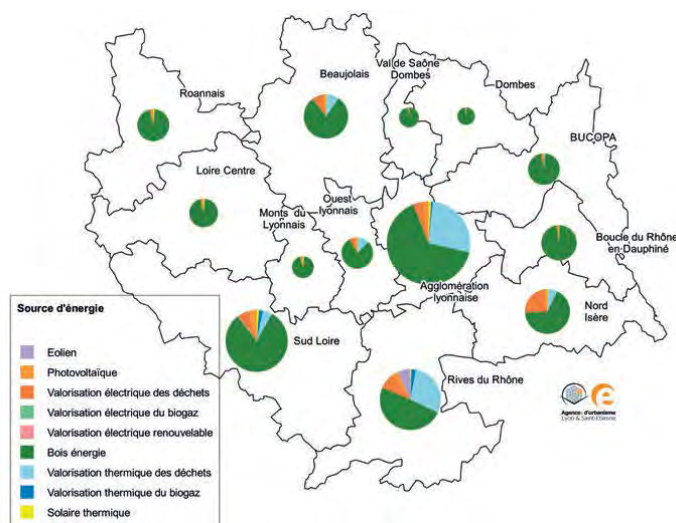 Roannais
Beaujolais
Val de Saône
Dombes
Dombes
BUCOPA
Loire Centre
Monts du
Lyonnais
Ouest
lyonnais
Agglomération
lyonnaise
Boucle du Rhône
en-Dauphiné
Nord
Isère
Sud Loire
Rives du Rhône
Source d'énergie
Eolien
Photovoltaïque
Valorisation électrique des déchets
Valorisation électrique du biogaz
Valorisation électrique renouvelable
Bois énergie
Valorisation thermique des déchets
Valorisation thermique du biogaz
Solaire thermique
Agence d'urbanisme
Lyon & Saint-Etienne